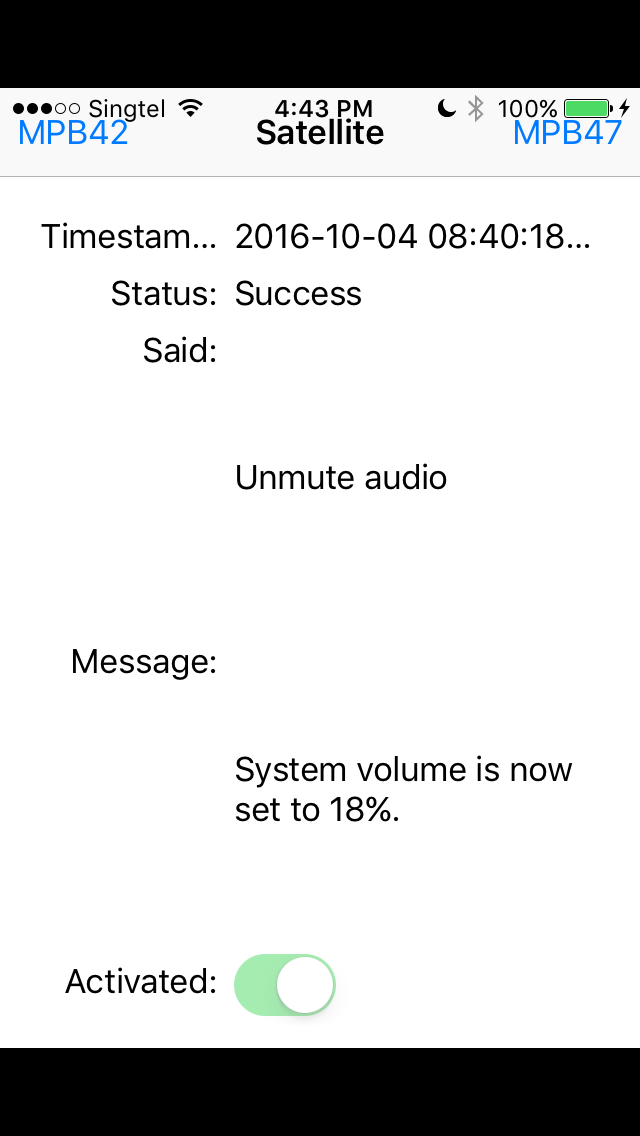 Singtel 4:43 PM 100%
MPB42 Satellite MPB47
Timestam... 2016-10-04 08:40:18...
Status: Success
Said:
Unmute audio
Message:
System volume is now
set to 18%.
Activated: